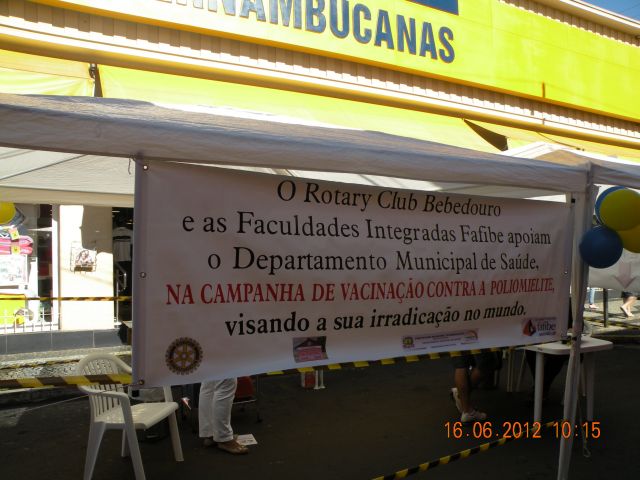 RNAMBUCANAS
O Rotary Club Bebedouro
e as Faculdades Integradas Fafibe apoiam
o Departamento Municipal de Saúde,
NA CAMPANHA DE VACINAÇÃO CONTRA A POLIOMIELITE,
visando a sua irradicação no mundo.
fafibe
16.06.2012 10:15